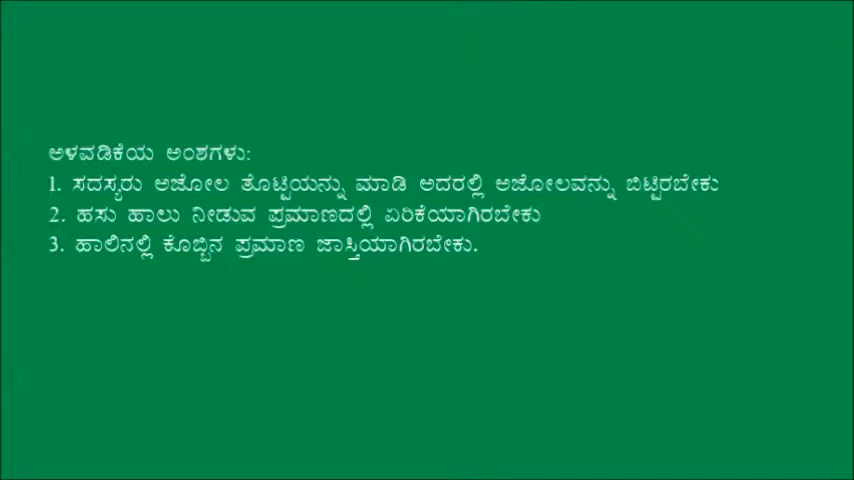 ಅಳವಡಿಕೆಯ ಅಂಶಗಳು:
1. ಸದಸ್ಯರು ಅಜೋಲ ತೊಟ್ಟಿಯನ್ನು ಮಾಡಿ ಅದರಲ್ಲಿ ಅಜೋಲವನ್ನು ಬಿಟ್ಟಿರಬೇಕು
2. ಹಸು ಹಾಲು ನೀಡುವ ಪ್ರಮಾಣದಲ್ಲಿ ಏರಿಕೆಯಾಗಿರಬೇಕು
3. ಹಾಲಿನಲ್ಲಿ ಕೊಬ್ಬಿನ ಪ್ರಮಾಣ ಜಾಸ್ತಿಯಾಗಿರಬೇಕು.